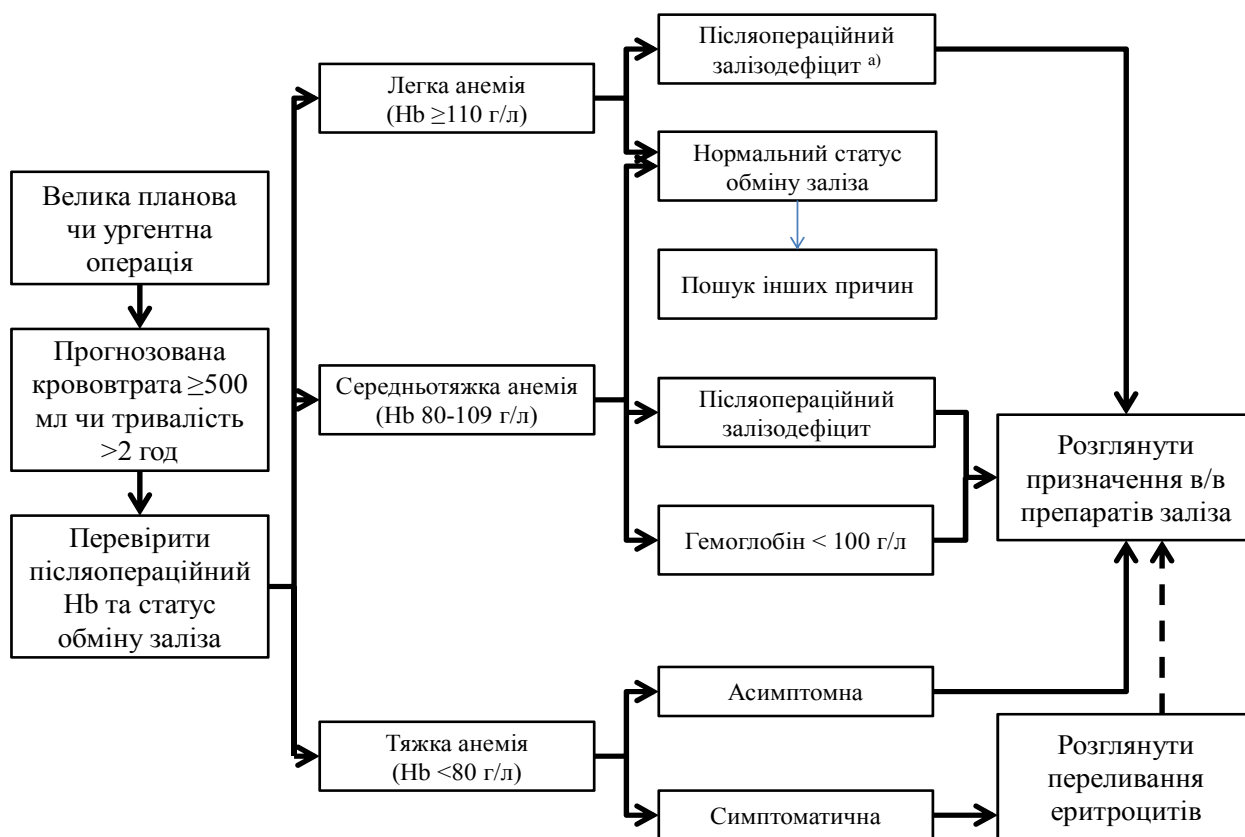 Велика планова
чи ургентна
операція
Прогнозована
крововтрата ≥500
мл чи тривалість
>2 год
Перевірити
післяопераційний
Hb та статус
обміну заліза
Легка анемія
(Hb ≥110 г/л)
Середньотяжка анемія
(Hb 80-109 г/л)
Тяжка анемія
(Hb <80 г/л)
Післяопераційний
залізодефіцит а)
Нормальний статус
обміну заліза
Пошук інших причин
Післяопераційний
залізодефіцит
Гемоглобін < 100 г/л
Асимптомна
Симптоматична
Розглянути
призначення в/в
препаратів заліза
Розглянути
переливання
еритроцитів